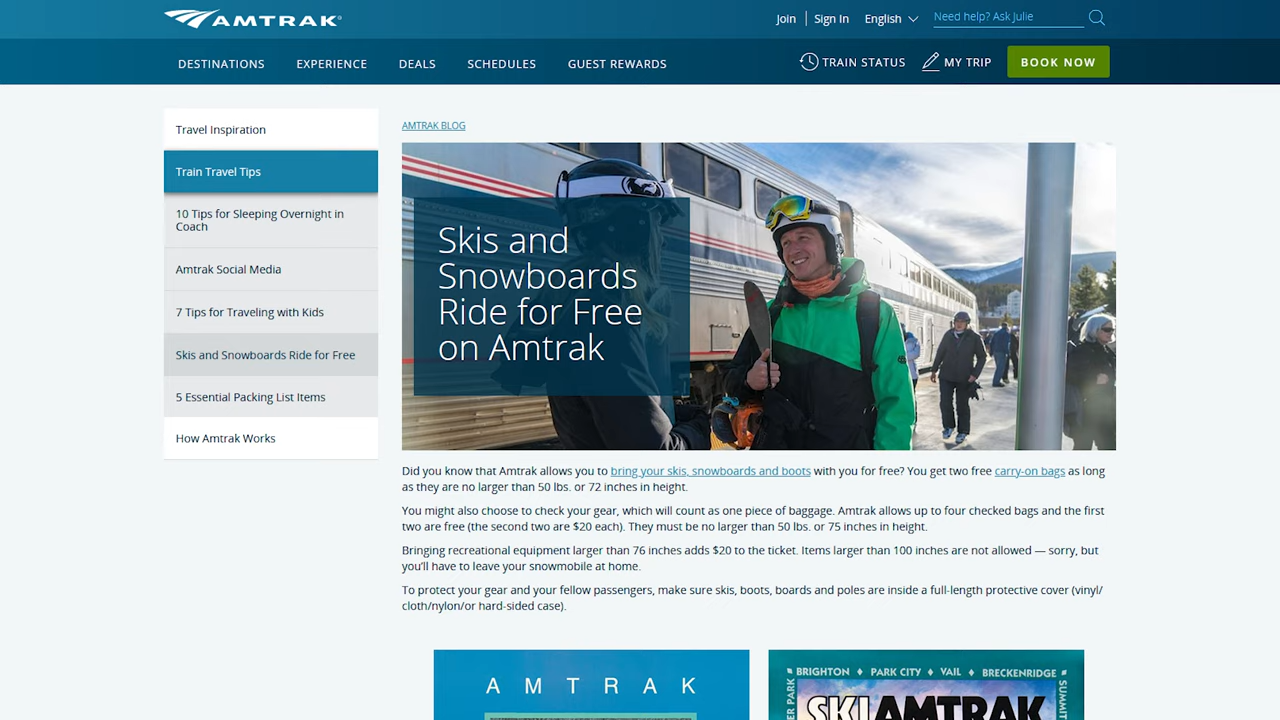 AMTRAK
Join
Sign In
English
Need help? Ask Julie
DESTINATIONS
EXPERIENCE
DEALS
SCHEDULES
GUEST REWARDS
TRAIN STATUS
MY TRIP
BOOK NOW
Travel Inspiration
Train Travel Tips
10 Tips for Sleeping Overnight in
Coach
Amtrak Social Media
7 Tips for Traveling with Kids
Skis and Snowboards Ride for Free
5 Essential Packing List Items
How Amtrak Works
AMTRAK BLOG
Skis and
Snowboards
Ride for Free
on Amtrak
Did you know that Amtrak allows you to bring your skis, snowboards and boots with you for free? You get two free carry-on bags as long
as they are no larger than 50 lbs. or 72 inches in height.
You might also choose to check your gear, which will count as one piece of baggage. Amtrak allows up to four checked bags and the first
two are free (the second two are $20 each). They must be no larger than 50 lbs. or 75 inches in height.
Bringing recreational equipment larger than 76 inches adds $20 to the ticket. Items larger than 100 inches are not allowed — sorry, but
you'll have to leave your snowmobile at home.
To protect your gear and your fellow passengers, make sure skis, boots, boards and poles are inside a full-length protective cover (vinyl/
cloth/nylon/or hard-sided case).
AMTRAK
BRIGHTON ♦ PARK CITY ♦ VAIL ♦ BRECKENRIDGE
SKI AMTRAK